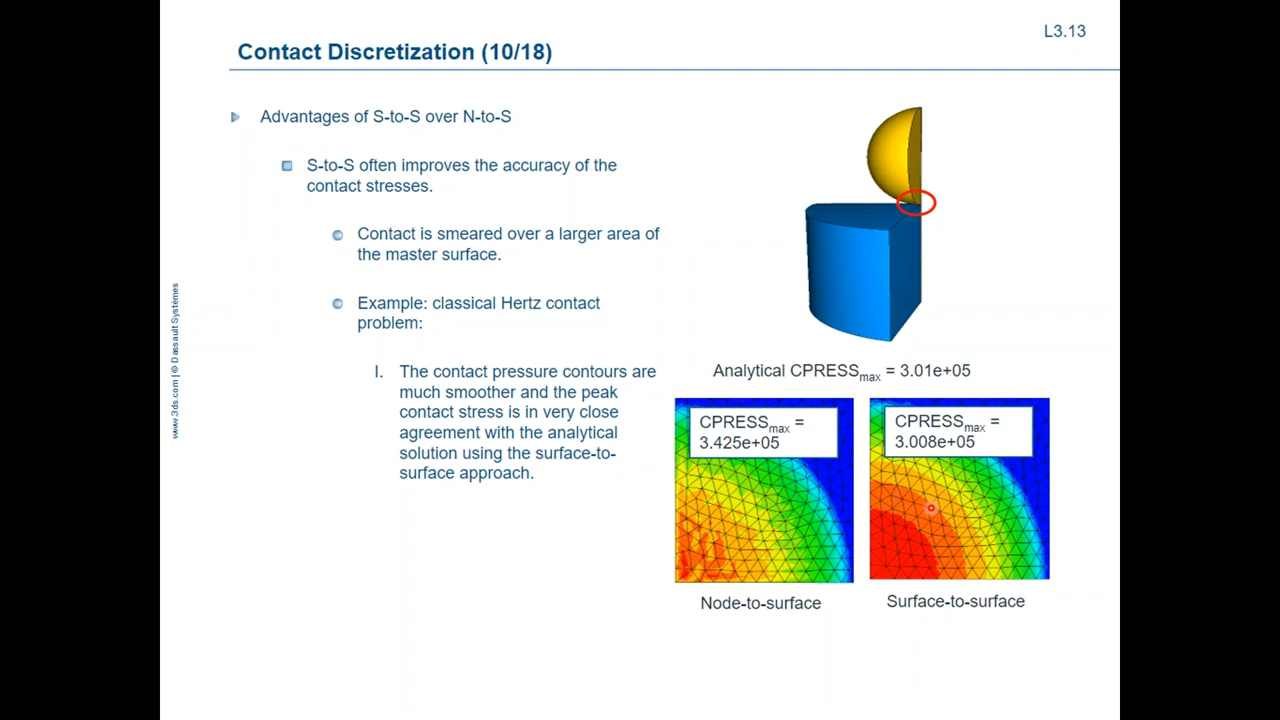 L3.13
Contact Discretization (10/18)
Advantages of S-to-S over N-to-S
S-to-S often improves the accuracy of the
contact stresses.
Contact is smeared over a larger area of
the master surface.
Example: classical Hertz contact
problem:
I. The contact pressure contours are
much smoother and the peak
contact stress is in very close
agreement with the analytical
solution using the surface-to-
surface approach.
Analytical CPRESSmax = 3.01e+05
CPRESSmax =
3.425e+05
CPRESSmax =
3.008e+05
Node-to-surface
Surface-to-surface
www.3ds.com | © Dassault Systèmes